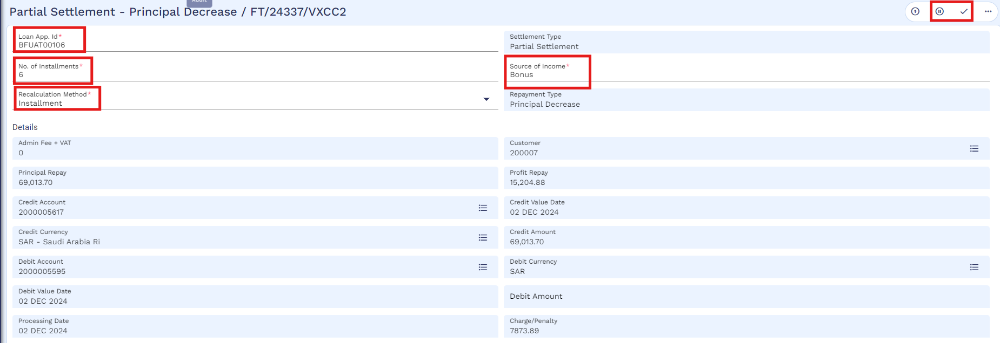 Audit
Partial Settlement - Principal Decrease / FT/24337/VXCC2
Loan App. Id*
BFUAT00106
Settlement Type
Partial Settlement
No. of Installments*
6
Source of Income*
Bonus
Recalculation Method*
Installment
Repayment Type
Principal Decrease
Details
Admin Fee + VAT
0
Customer
200007
Principal Repay
69,013.70
Profit Repay
15,204.88
Credit Account
2000005617
Credit Value Date
02 DEC 2024
Credit Currency
SAR - Saudi Arabia Ri
Credit Amount
69,013.70
Debit Account
2000005595
Debit Currency
SAR
Debit Value Date
02 DEC 2024
Debit Amount
Processing Date
02 DEC 2024
Charge/Penalty
7873.89